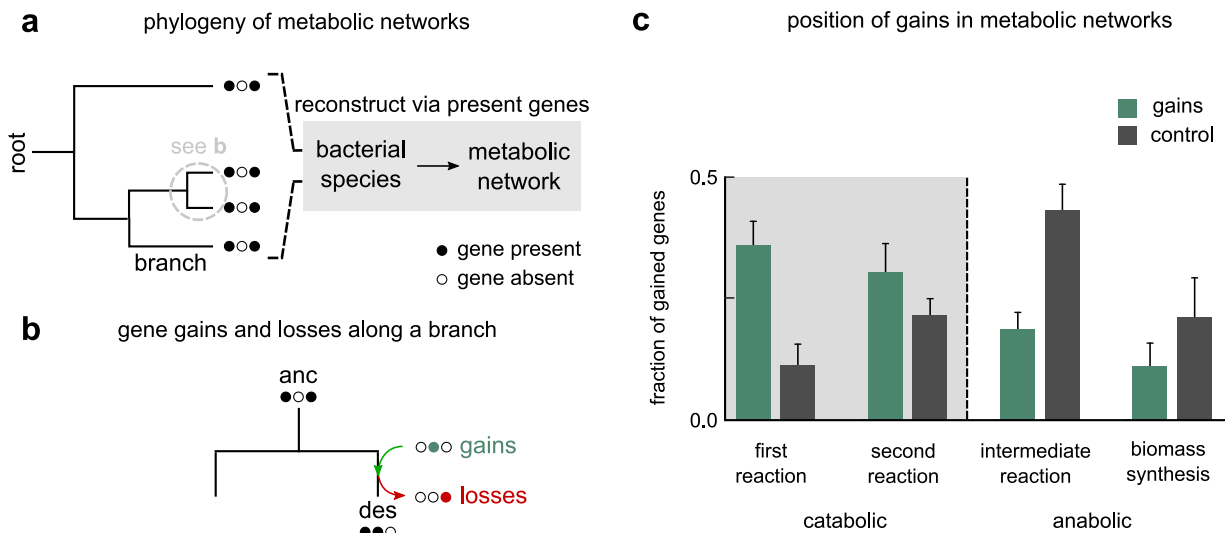 a
phylogeny of metabolic networks
root
see b
branch
reconstruct via present genes
bacterial
species
metabolic
network
gene present
gene absent
b
gene gains and losses along a branch
anc
gains
losses
des
c
position of gains in metabolic networks
gains
control
fraction of gained genes
0.5
0.0
first
reaction
second
reaction
intermediate
reaction
biomass
synthesis
catabolic
anabolic